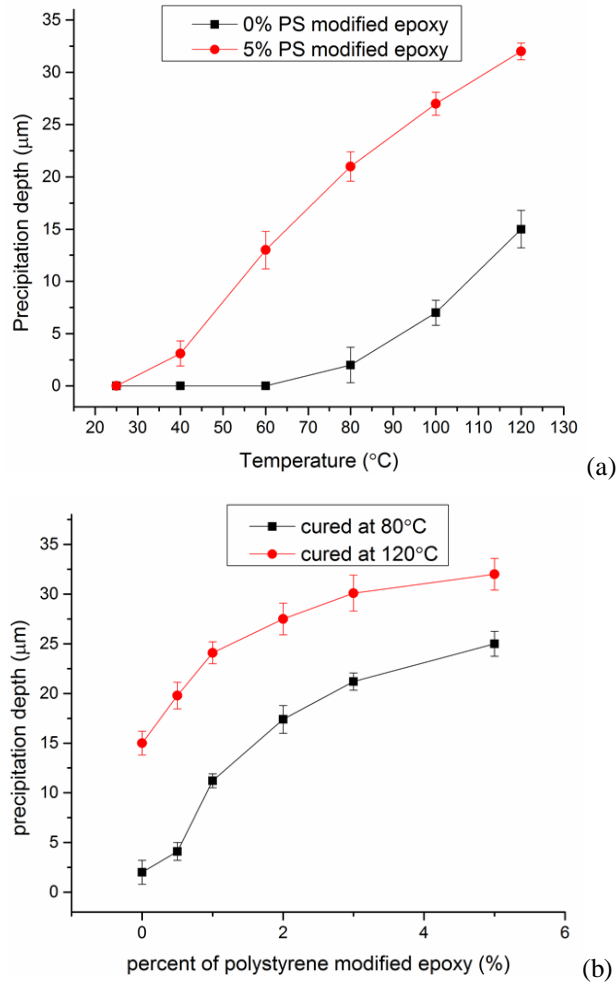 0% PS modified epoxy
5% PS modified epoxy
35
30
25
20
15
10
5
0
Precipitation depth (μm)
20 30 40 50 60 70 80 90 100 110 120 130
Temperature (°C)
(a)
cured at 80°C
cured at 120°C
35
30
25
20
15
10
5
0
precipitation depth (μm)
0 2 4 6
percent of polystyrene modified epoxy (%)
(b)